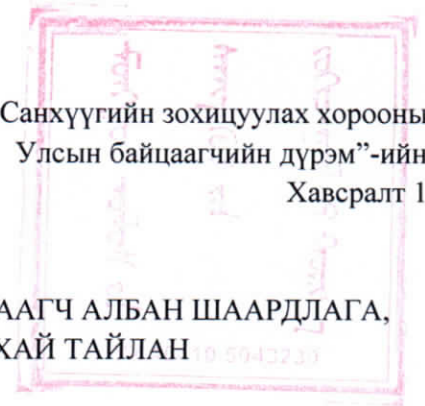 Санхүүгийн зохицуулах хорооны
Улсын байцаагчийн дүрэм”-ийн
Хавсралт 1
ААГЧ АЛБАН ШААРДЛАГА,
ХАЙ ТАЙЛАН